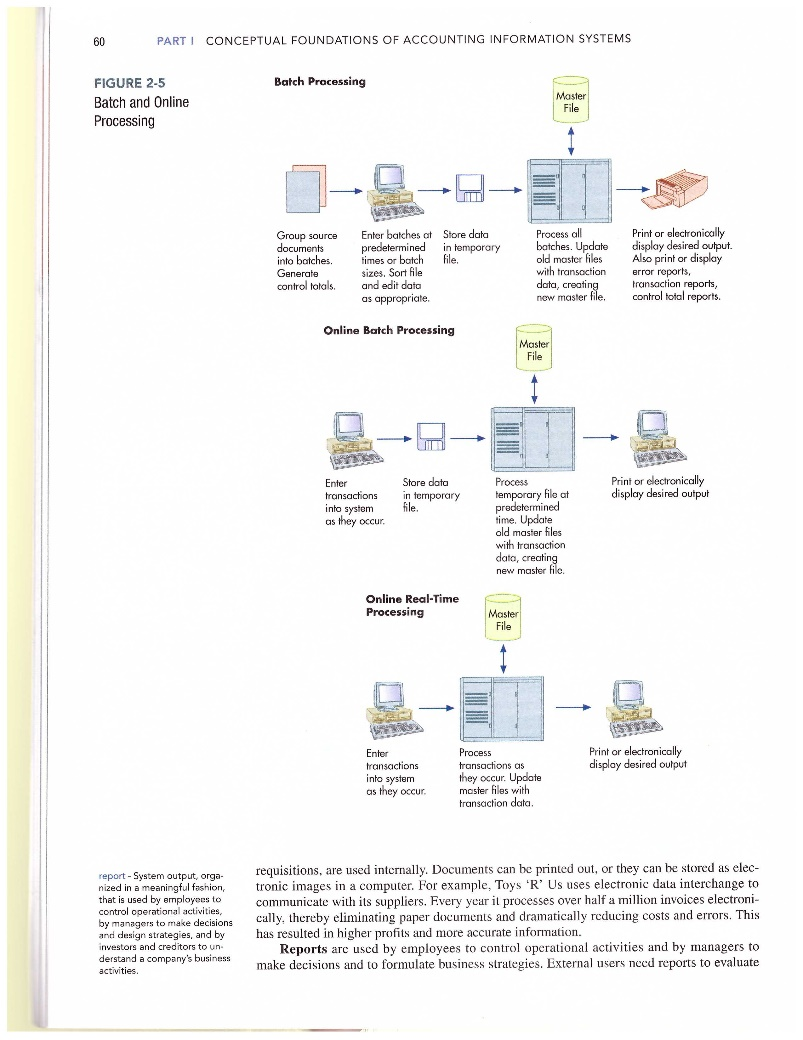 60 PART I CONCEPTUAL FOUNDATIONS OF ACCOUNTING INFORMATION SYSTEMS
FIGURE 2-5
Batch and Online
Processing
Batch Processing
Master
File
Group source
documents
into batches.
Generate
control totals.
Enter batches at
predetermined
times or batch
sizes. Sort file
and edit data
as appropriate.
Store data
in temporary
file.
Process all
batches. Update
old master files
with transaction
data, creating
new master file.
Print or electronically
display desired output.
Also print or display
error reports,
transaction reports,
control total reports.
Online Batch Processing
Master
File
Enter
transactions
into system
as they occur.
Store data
in temporary
file.
Process
temporary file at
predetermined
time. Update
old master files
with transaction
data, creating
new master file.
Print or electronically
display desired output
Online Real-Time
Processing
Master
File
Enter
transactions
into system
as they occur.
Process
transactions as
they occur. Update
master files with
transaction data.
Print or electronically
display desired output
report - System output, orga-
nized in a meaningful fashion,
that is used by employees to
control operational activities,
by managers to make decisions
and design strategies, and by
investors and creditors to un-
derstand a company's business
activities.
requisitions, are used internally. Documents can be printed out, or they can be stored as elec-
tronic images in a computer. For example, Toys 'R' Us uses electronic data interchange to
communicate with its suppliers. Every year it processes over half a million invoices electroni-
cally, thereby eliminating paper documents and dramatically reducing costs and errors. This
has resulted in higher profits and more accurate information.
Reports are used by employees to control operational activities and by managers to
make decisions and to formulate business strategies. External users need reports to evaluate